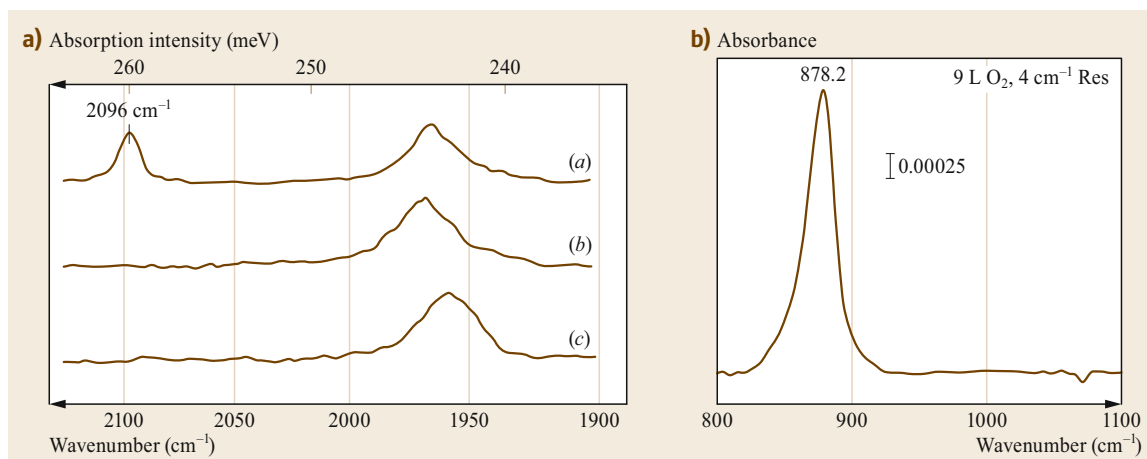 a) Absorption intensity (meV)
260 250 240
2096 cm⁻¹
(a)
(b)
(c)
2100 2050 2000 1950 1900
Wavenumber (cm⁻¹)
b) Absorbance
878.2 9 L O₂, 4 cm⁻¹ Res
0.00025
800 900 1000 1100
Wavenumber (cm⁻¹)